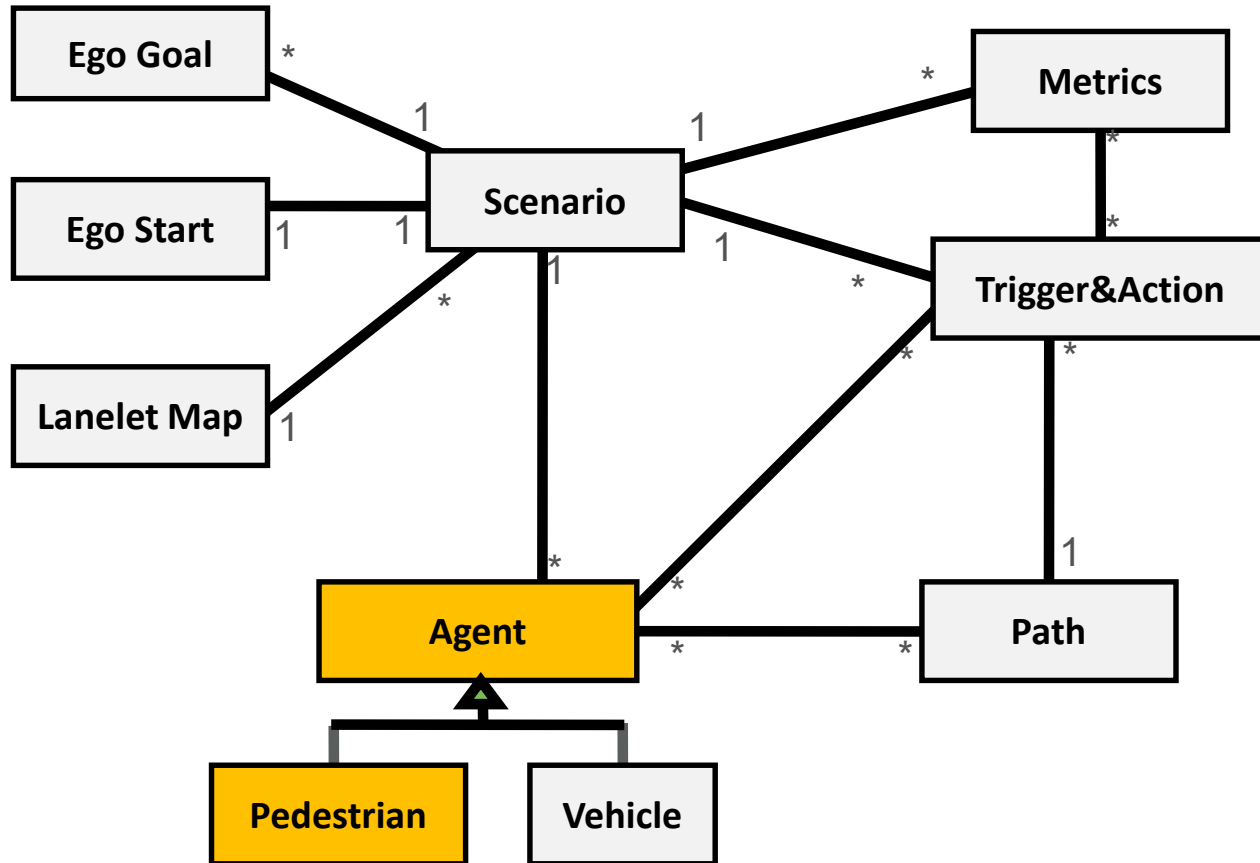 Ego Goal
*
Metrics
*
1
1
*
Scenario
Ego Start
1
1
1
*
*
1
*
Trigger&Action
Lanelet Map
1
*
*
*
1
*
Agent
*
*
Path
Pedestrian
Vehicle